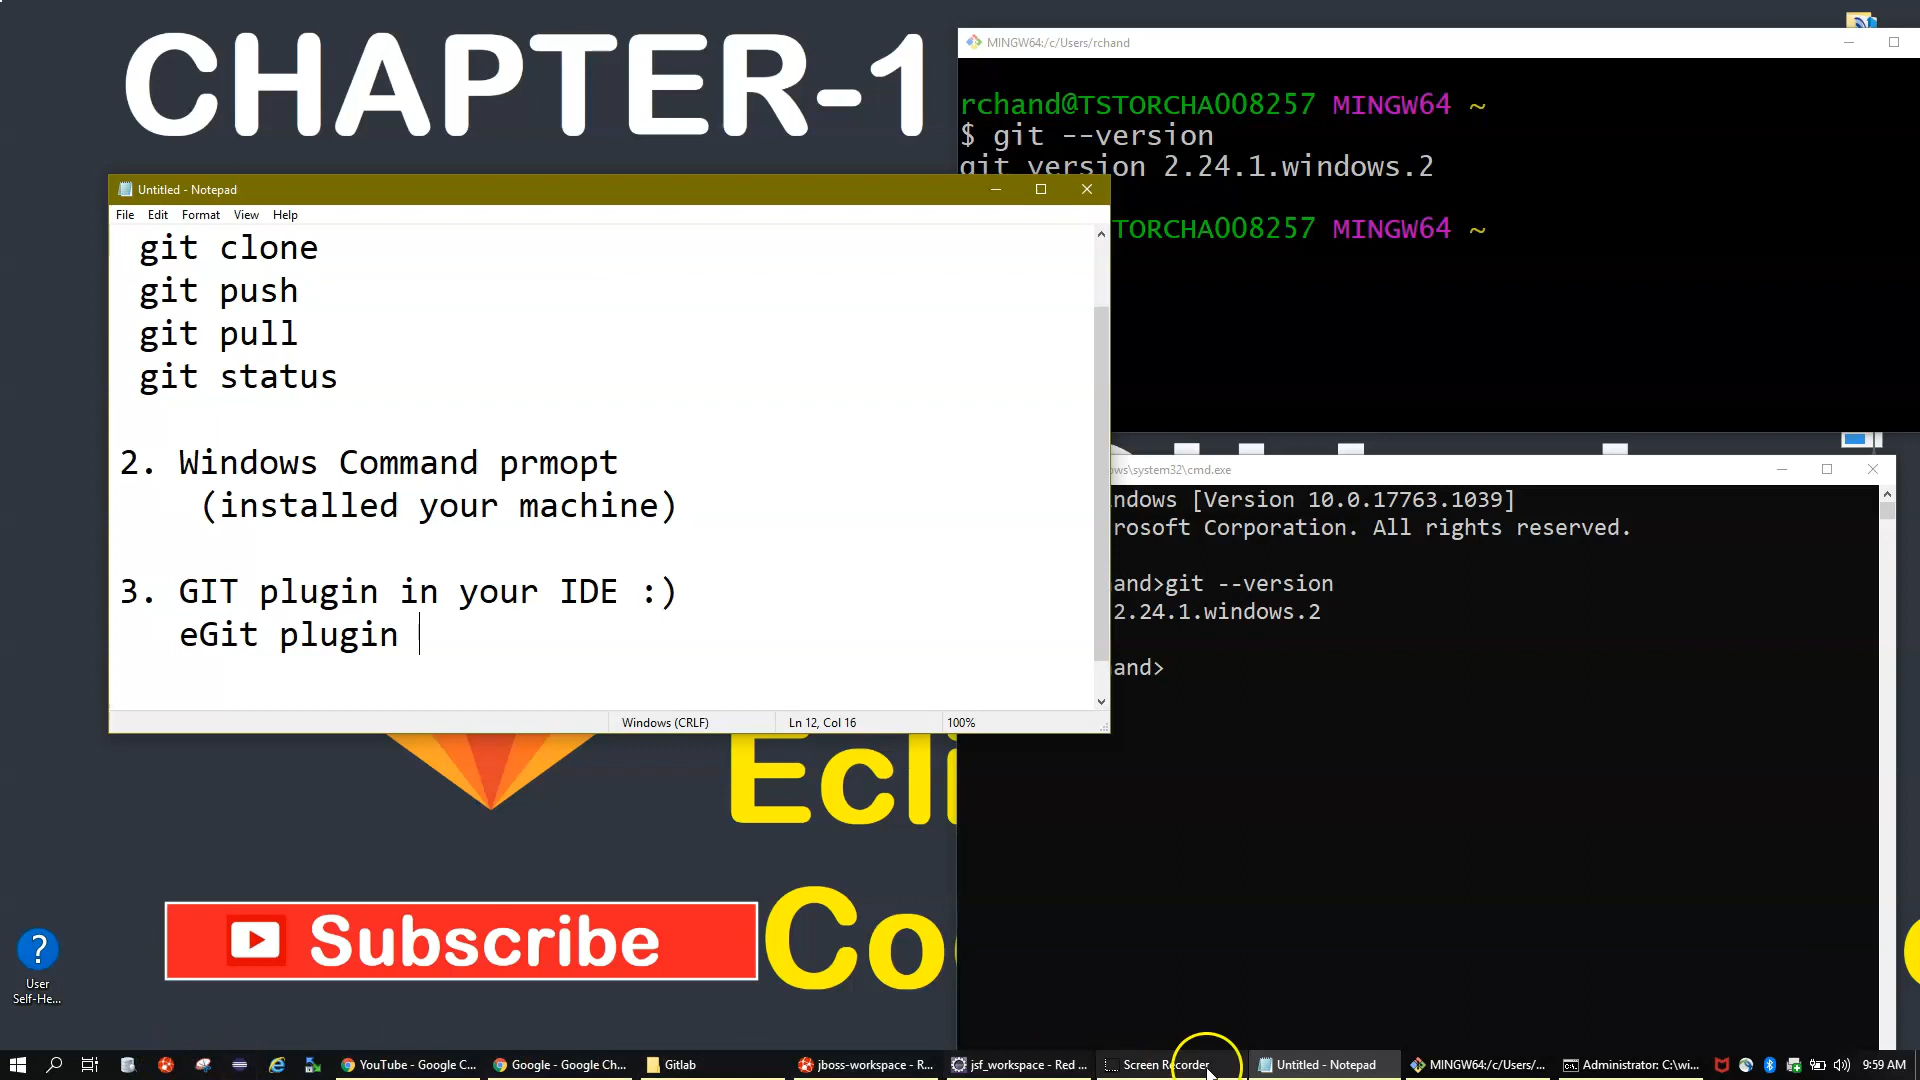 CHAPTER-1
MINGW64:/c/Users/rchand
rchand@TSTORCHA008257 MINGW64 ~
$ git --version
git version 2.24.1.windows.2
TORCHA008257 MINGW64 ~
Untitled - Notepad
File Edit Format View Help
git clone
git push
git pull
git status
2. Windows Command prmopt
(installed your machine)
3. GIT plugin in your IDE :)
eGit plugin
Windows (CRLF) Ln 12, Col 16 100%
ows\system32\cmd.exe
ndows [Version 10.0.17763.1039]
rosoft Corporation. All rights reserved.
and>git --version
2.24.1.windows.2
and>
Ecli
Co
Subscribe
User
Self-He...
YouTube - Google C...
Google - Google Ch...
Gitlab
jboss-workspace - R...
jsf_workspace - Red ...
Screen Recorder
Untitled - Notepad
MINGW64:/c/Users/...
Administrator: C:\wi...
9:59 AM